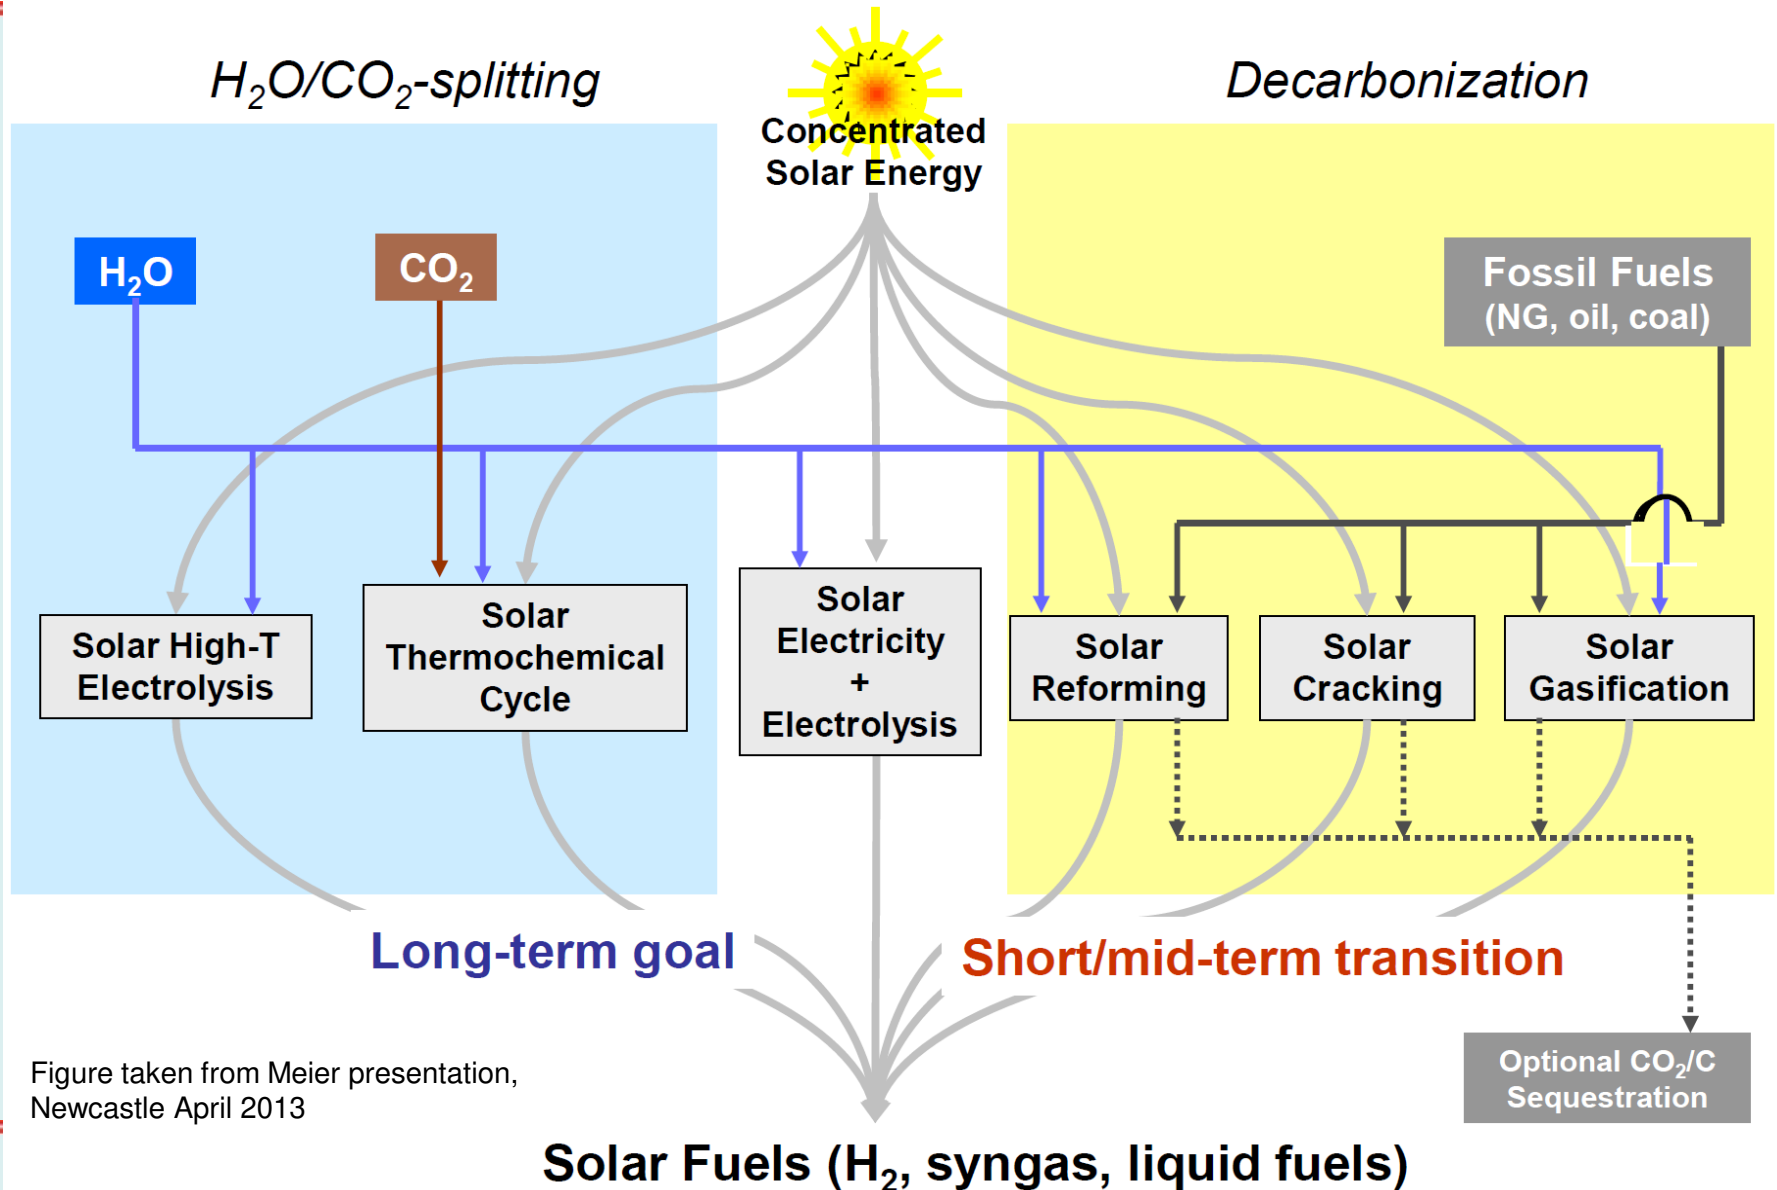 H₂O/CO₂-splitting
Decarbonization
Concentrated
Solar Energy
H₂O
CO₂
Fossil Fuels
(NG, oil, coal)
Solar High-T
Electrolysis
Solar
Thermochemical
Cycle
Solar
Electricity
+
Electrolysis
Solar
Reforming
Solar
Cracking
Solar
Gasification
Long-term goal
Short/mid-term transition
Optional CO₂/C
Sequestration
Figure taken from Meier presentation,
Newcastle April 2013
Solar Fuels (H₂, syngas, liquid fuels)